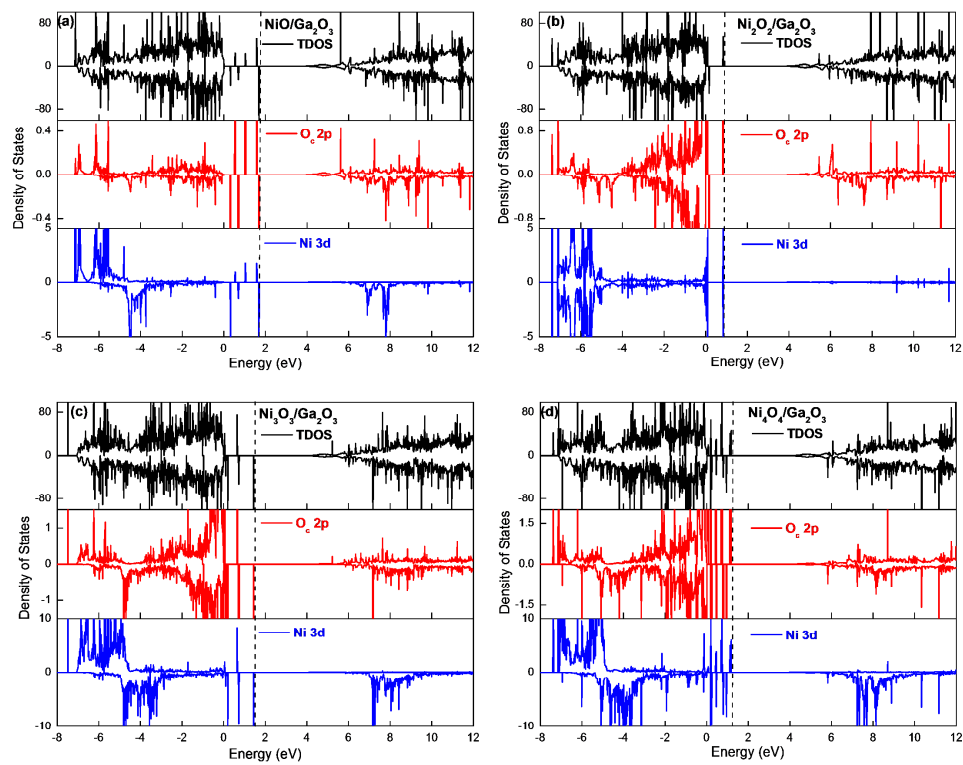 (a)
NiO/Ga₂O₃
TDOS
80
0
-80
Oc 2p
0.4
0.0
-0.4
Ni 3d
5
0
-5
-8 -6 -4 -2 0 2 4 6 8 10 12
Energy (eV)
Density of States
(b)
Ni₂O₂/Ga₂O₃
TDOS
80
0
-80
Oc 2p
0.8
0.0
-0.8
Ni 3d
5
0
-5
-8 -6 -4 -2 0 2 4 6 8 10 12
Energy (eV)
Density of States
(c)
Ni₃O₃/Ga₂O₃
TDOS
80
0
-80
Oc 2p
1
0
-1
Ni 3d
10
0
-10
-8 -6 -4 -2 0 2 4 6 8 10 12
Energy (eV)
Density of States
(d)
Ni₄O₄/Ga₂O₃
TDOS
80
0
-80
Oc 2p
1.5
0.0
-1.5
Ni 3d
10
0
-10
-8 -6 -4 -2 0 2 4 6 8 10 12
Energy (eV)
Density of States